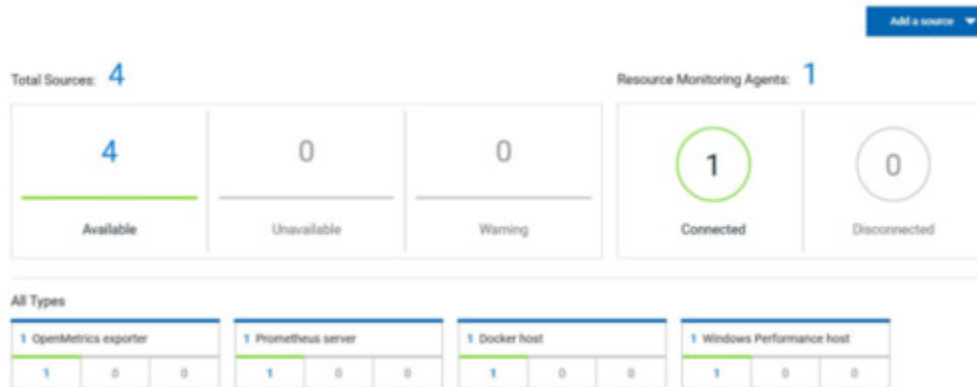 Add a source
Total Sources: 4
Resource Monitoring Agents: 1
4
0
0
1
0
Available
Unavailable
Warning
Connected
Disconnected
All Types
1 OpenMetrics exporter
1 Prometheus server
1 Docker host
1 Windows Performance host
1 0 0
1 0 0
1 0 0
1 0 0